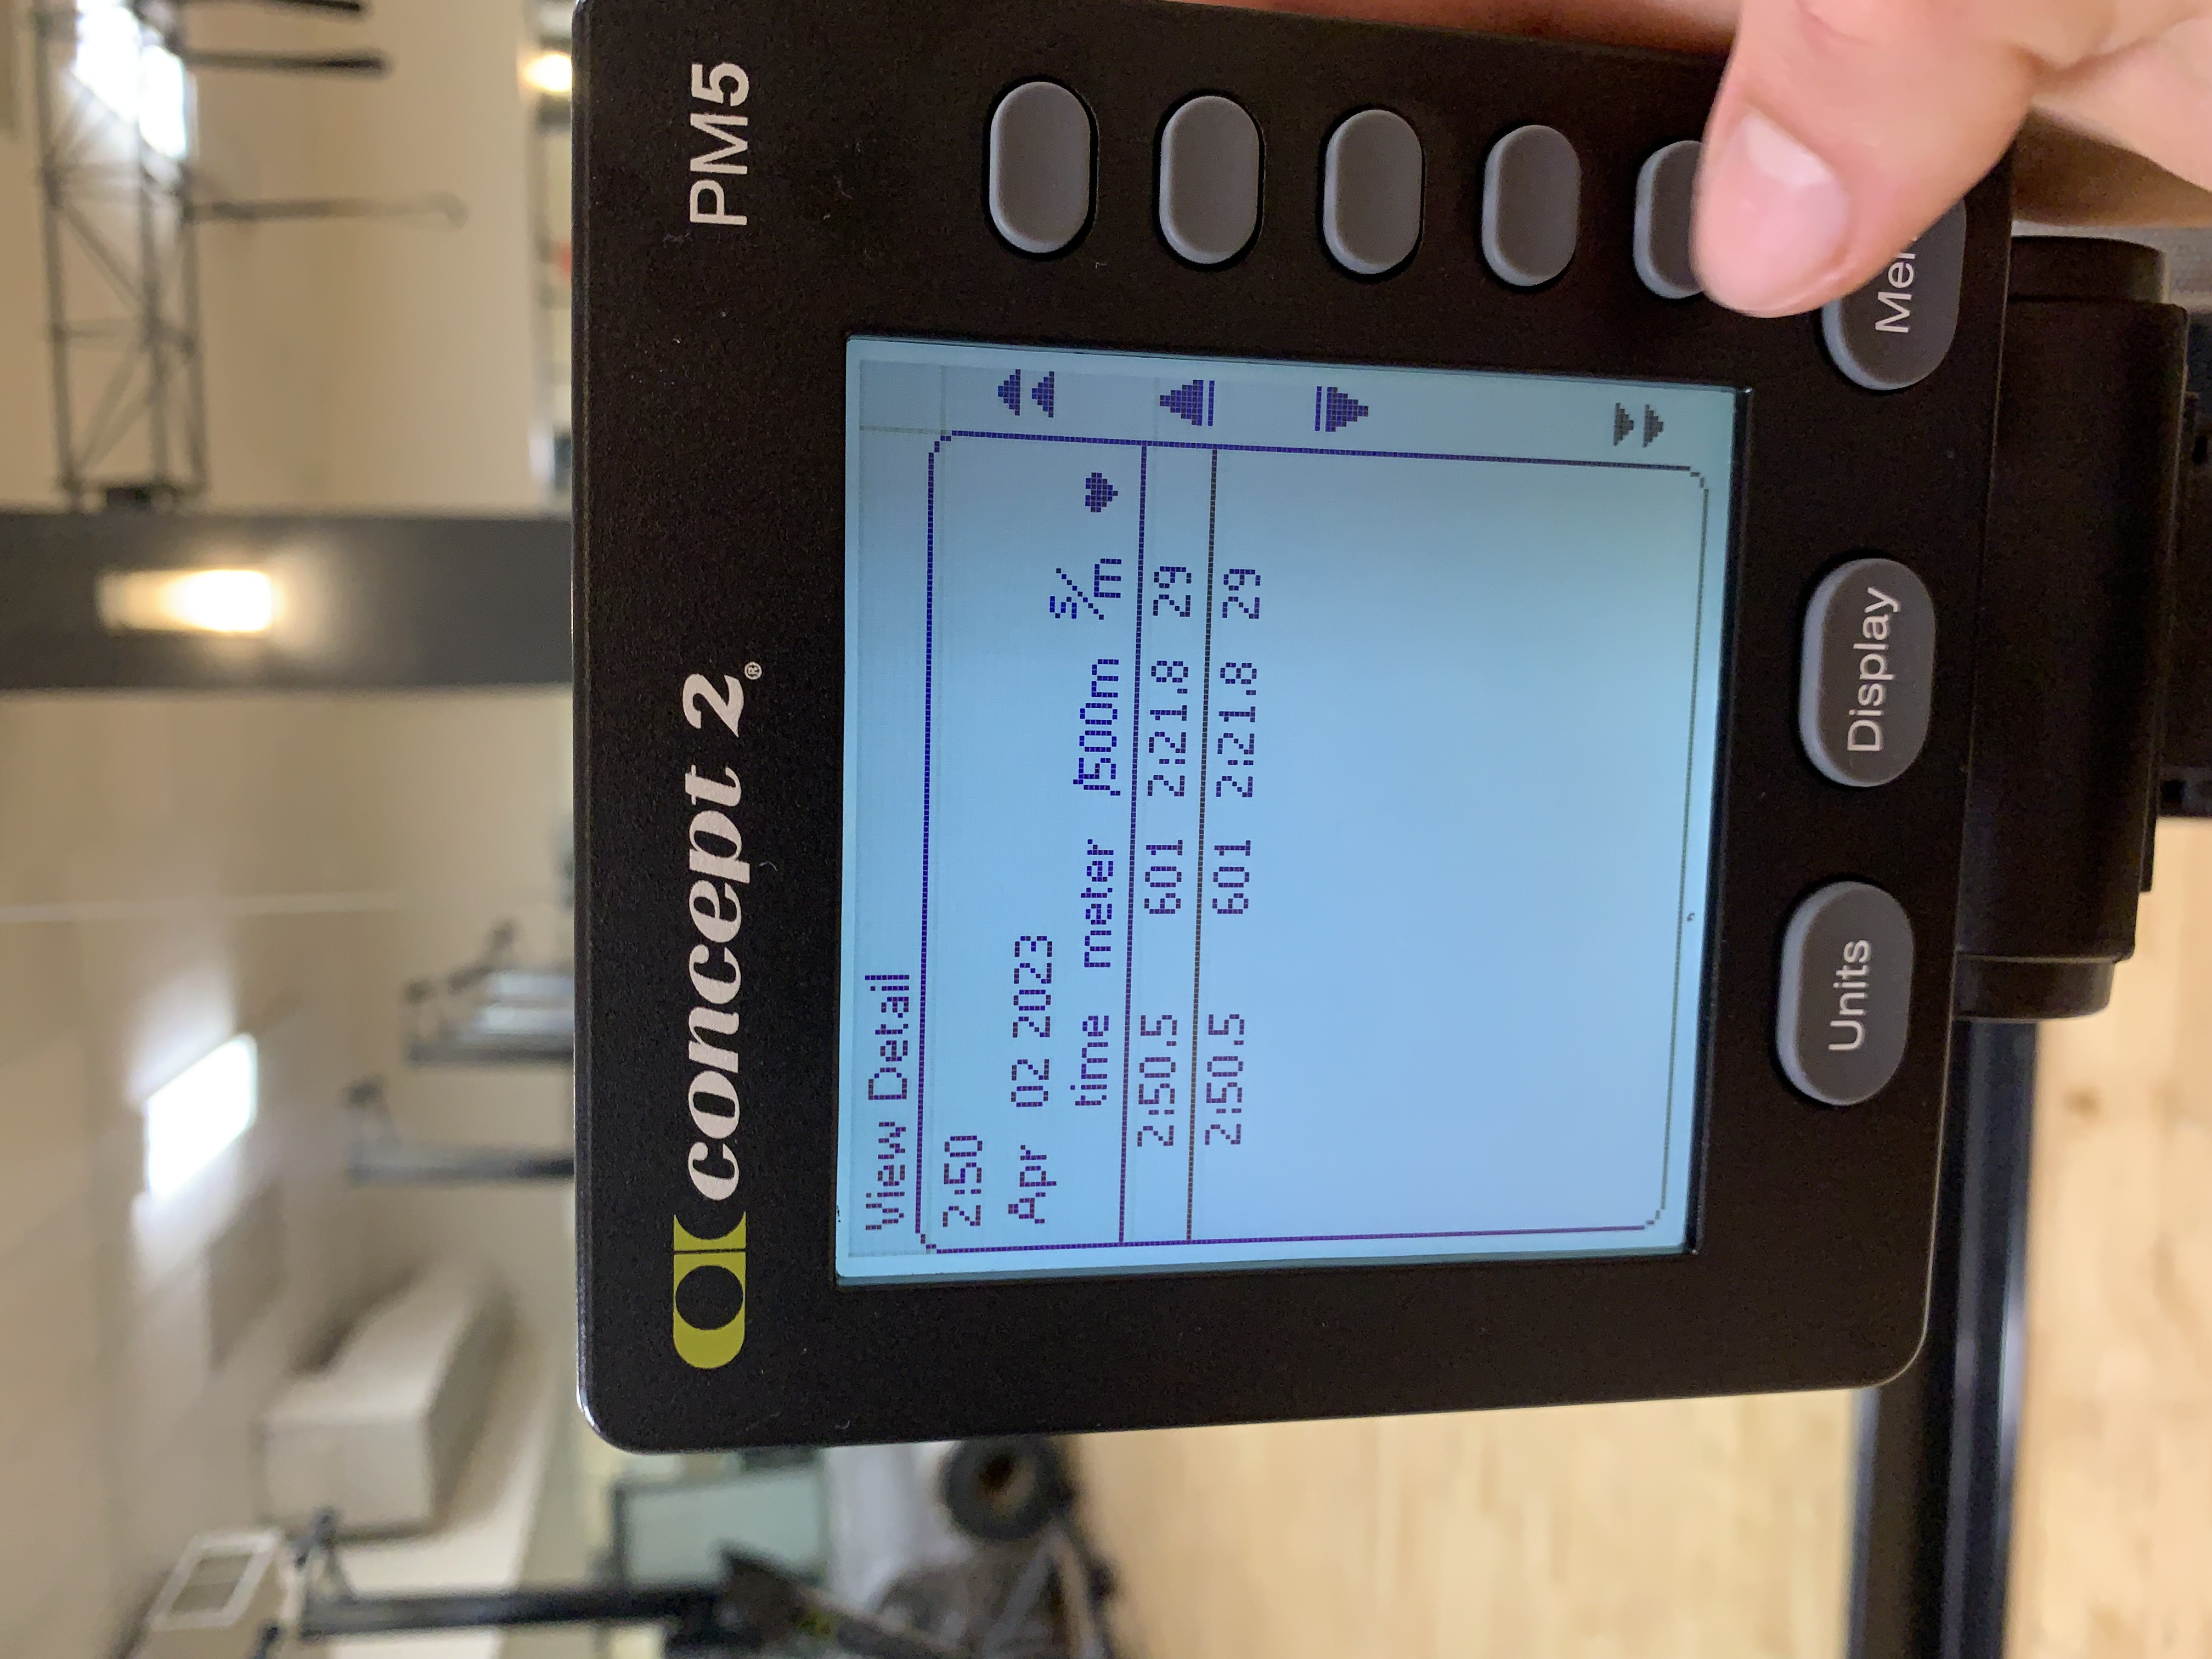 concept 2®
PM5
View Detail
2:50
Apr 02 2023
time meter /500m s/m ♥
2:50.5 601 2:21.8 29
2:50.5 601 2:21.8 29
Units
Display